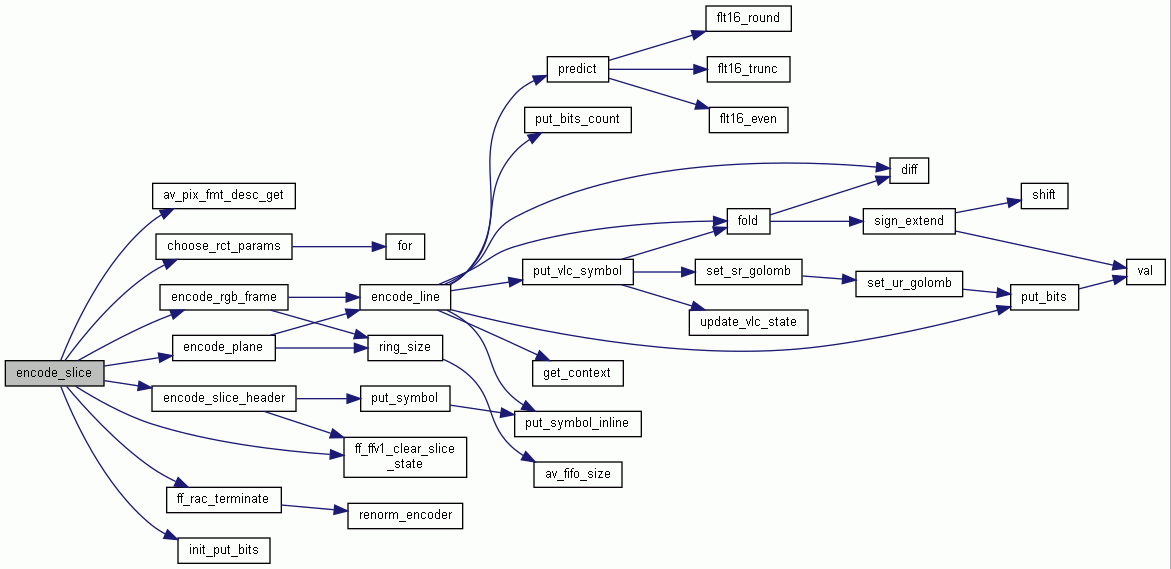 flt16_round
predict
flt16_trunc
flt16_even
put_bits_count
diff
av_pix_fmt_desc_get
shift
fold
sign_extend
choose_rct_params
for
put_vlc_symbol
set_sr_golomb
val
set_ur_golomb
encode_rgb_frame
encode_line
put_bits
update_vlc_state
encode_plane
ring_size
encode_slice
get_context
encode_slice_header
put_symbol
put_symbol_inline
ff_ffv1_clear_slice
_state
av_fifo_size
ff_rac_terminate
renorm_encoder
init_put_bits